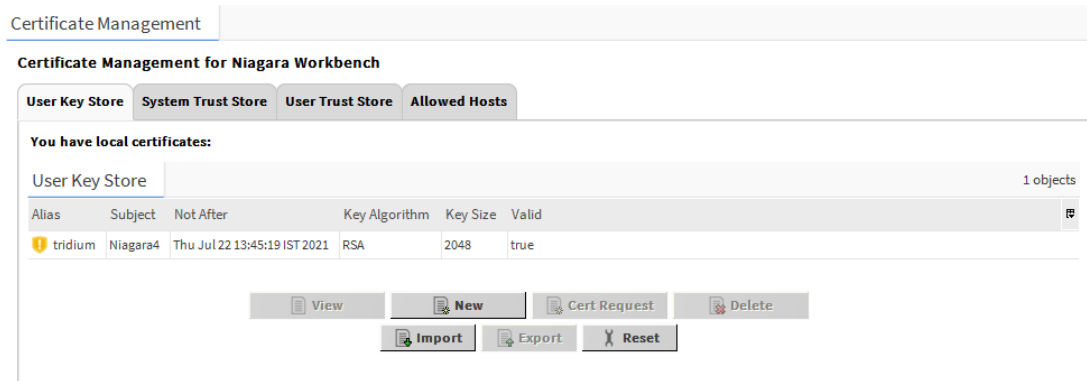 Certificate Management
Certificate Management for Niagara Workbench
User Key Store System Trust Store User Trust Store Allowed Hosts
You have local certificates:
User Key Store 1 objects
Alias Subject Not After Key Algorithm Key Size Valid
tridium Niagara4 Thu Jul 22 13:45:19 IST 2021 RSA 2048 true
View New Cert Request Delete
Import Export Reset